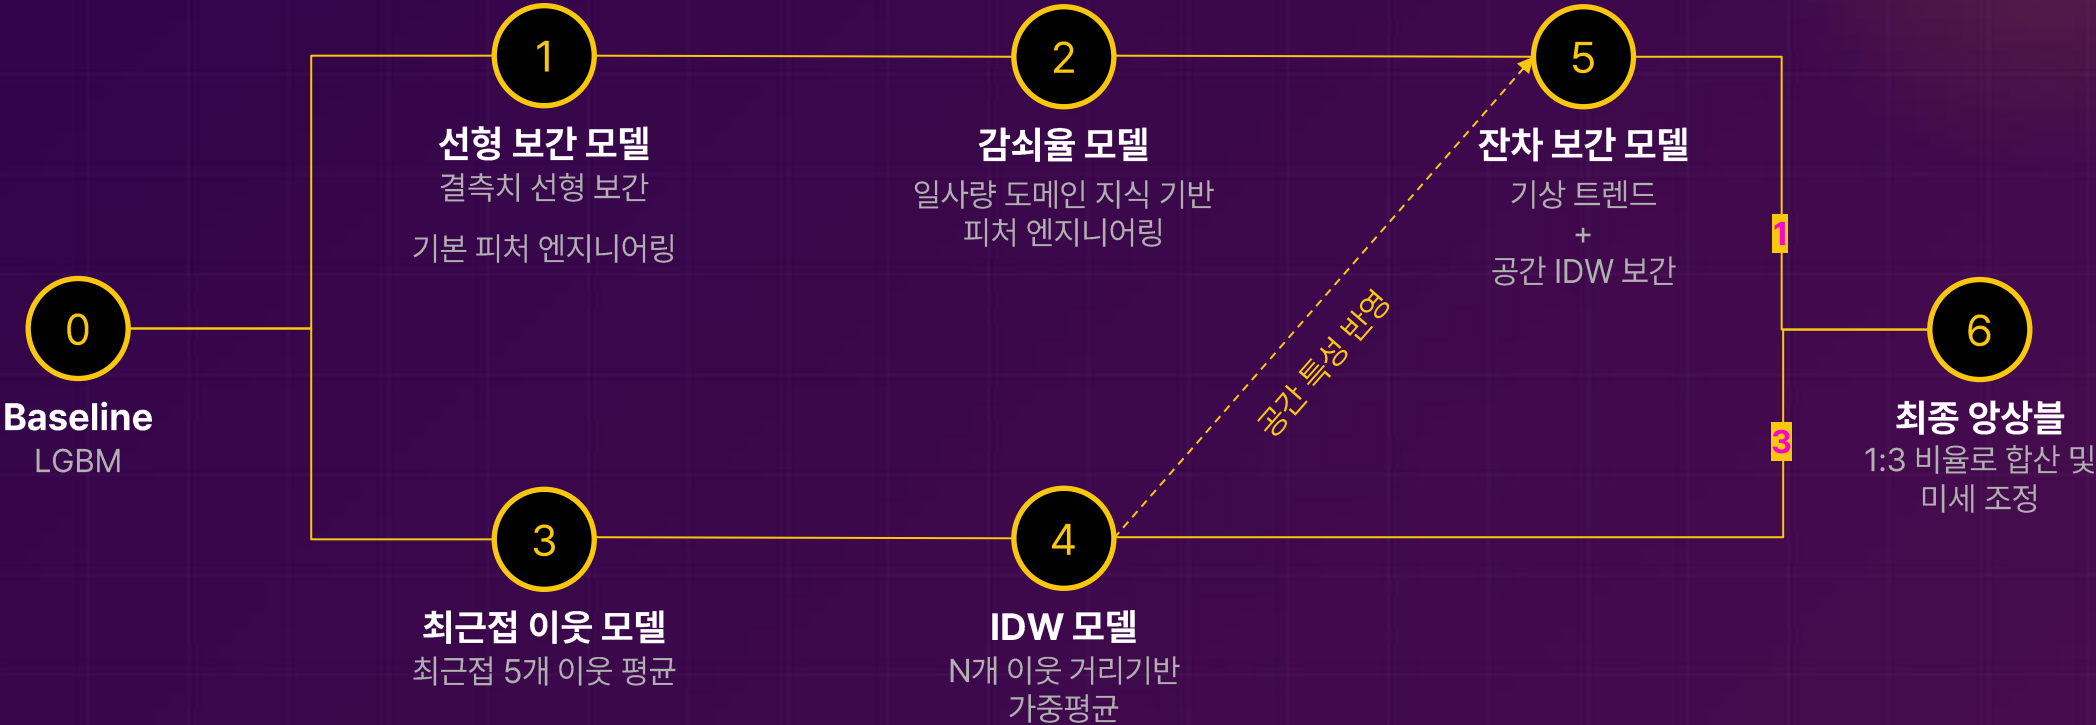 0
Baseline
LGBM
1
선형 보간 모델
결측치 선형 보간
기본 피처 엔지니어링
2
감쇠율 모델
일사량 도메인 지식 기반
피처 엔지니어링
5
잔차 보간 모델
기상 트렌드
+
공간 IDW 보간
공간 특성 반영
3
최근접 이웃 모델
최근접 5개 이웃 평균
4
IDW 모델
N개 이웃 거리기반
가중평균
1
3
6
최종 앙상블
1:3 비율로 합산 및
미세 조정